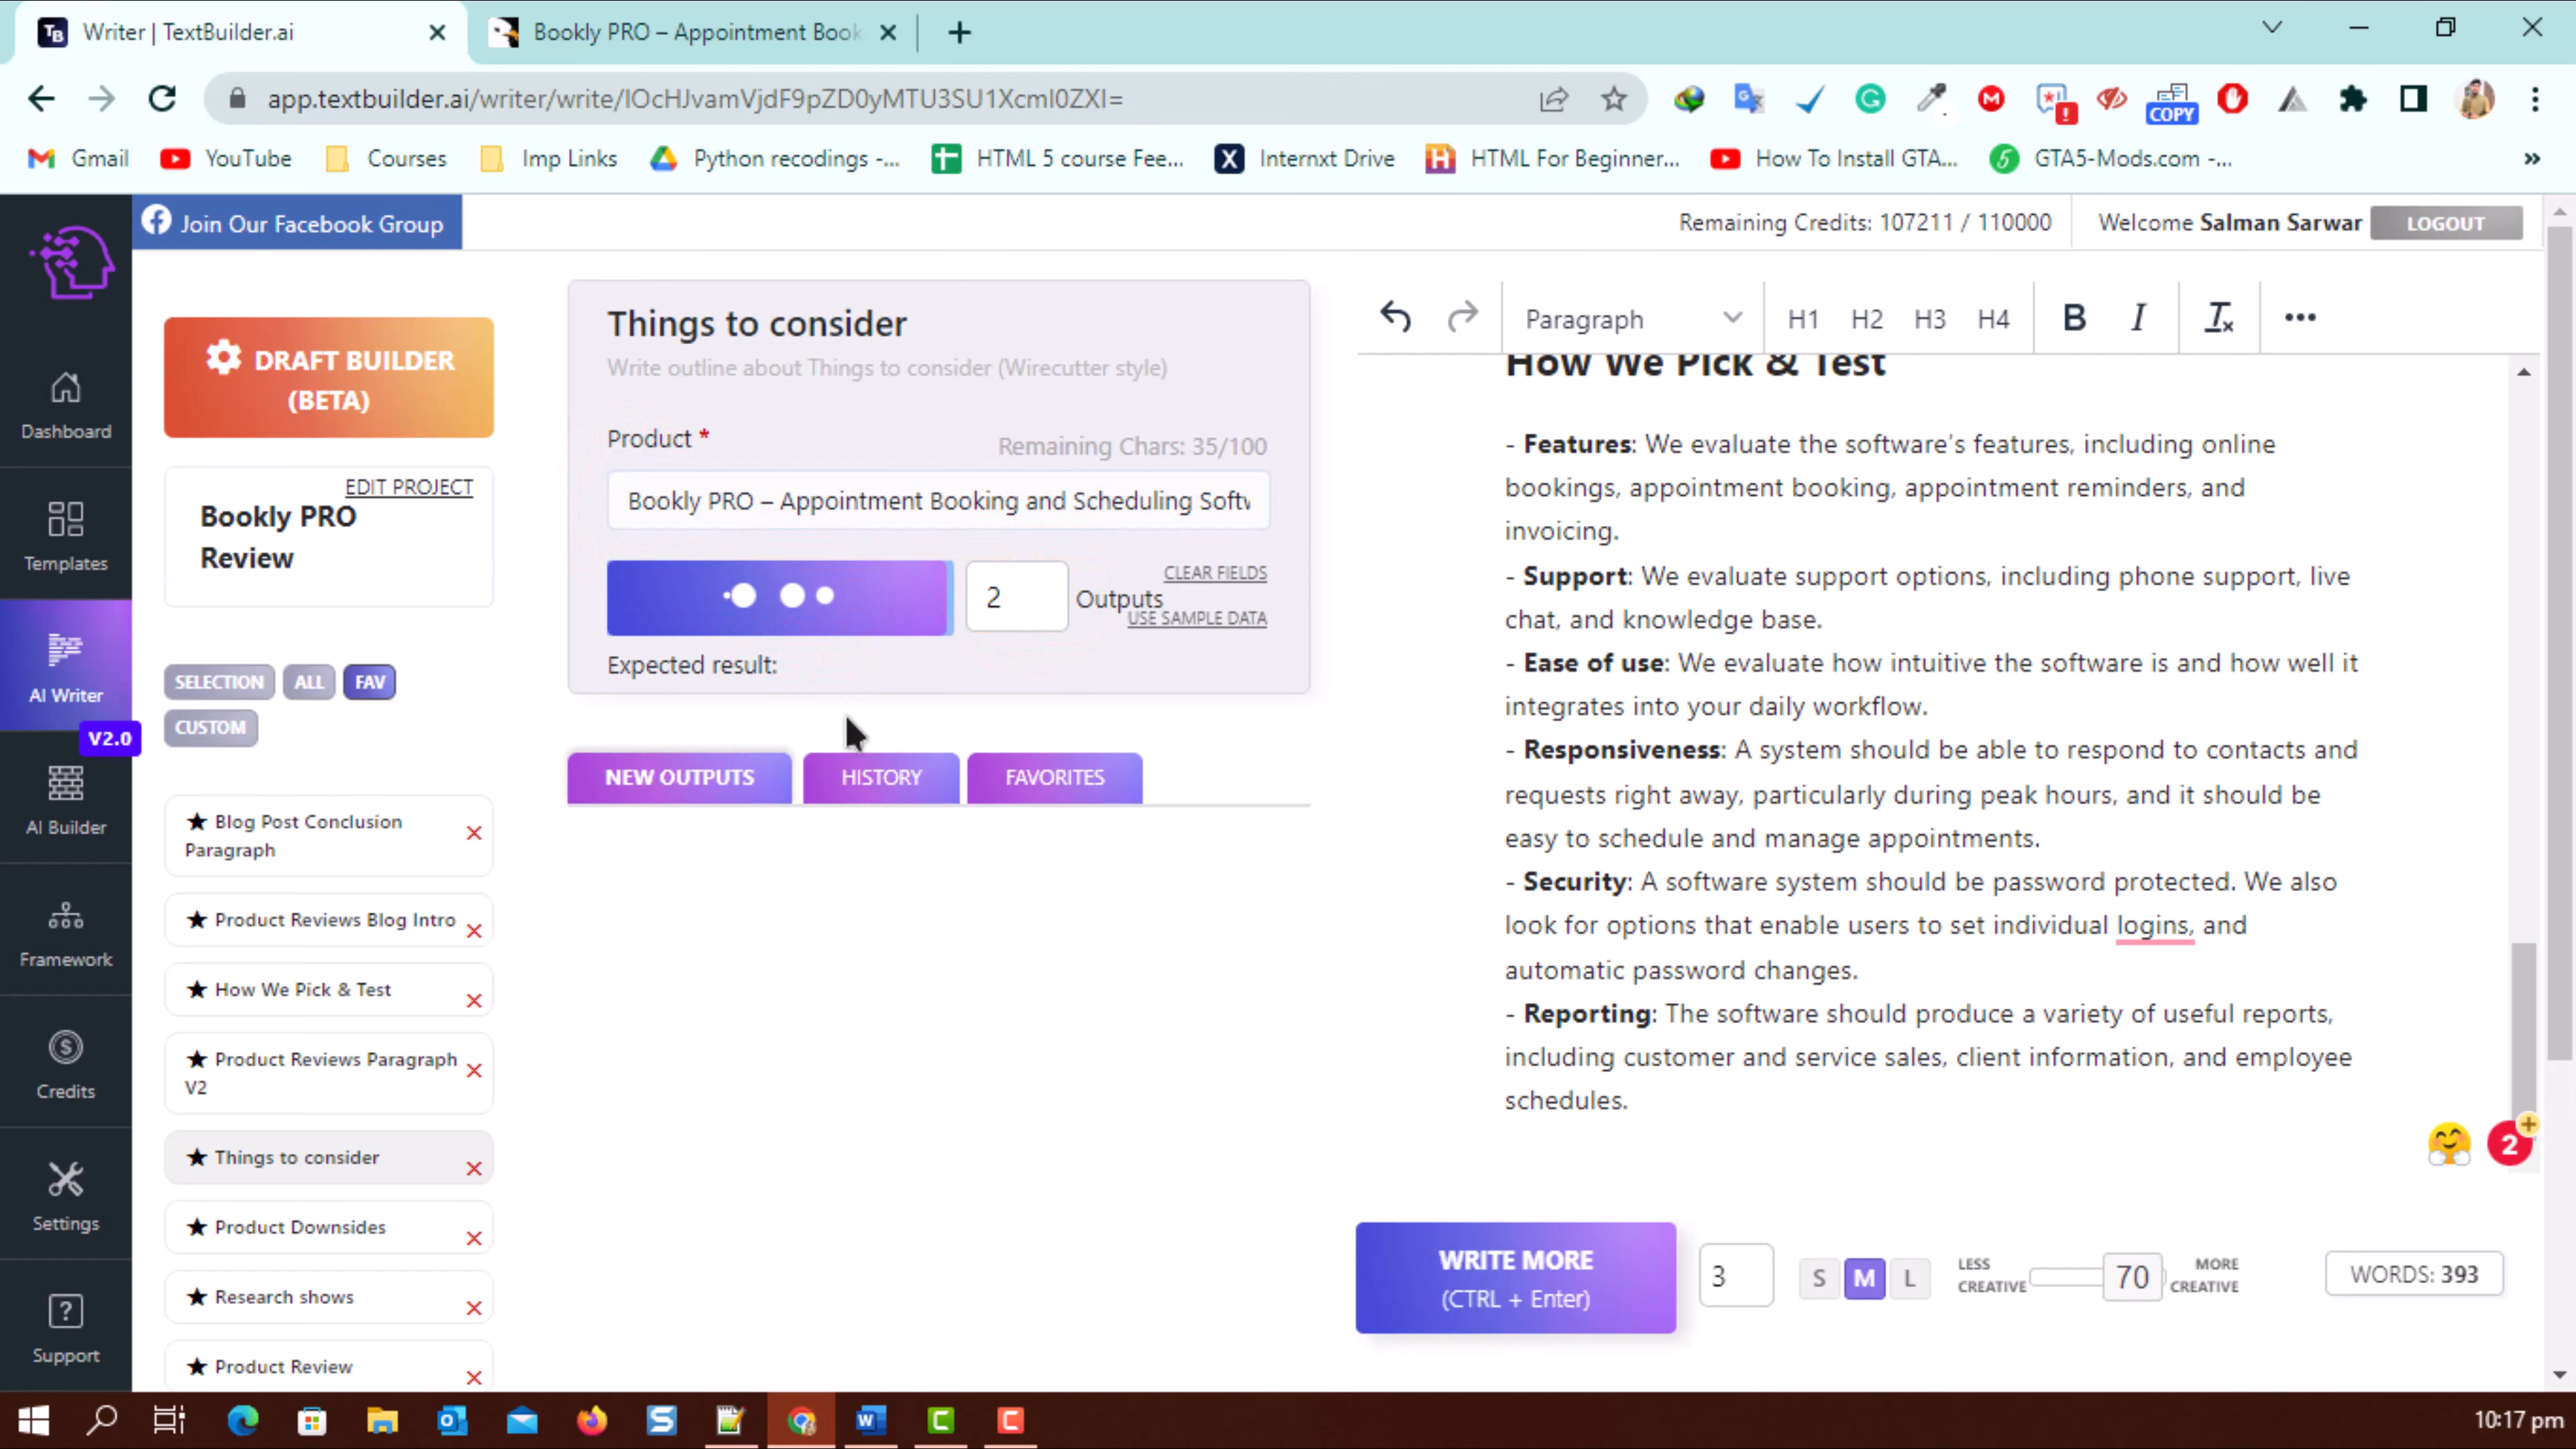 Writer | TextBuilder.ai
Bookly PRO – Appointment Book
app.textbuilder.ai/writer/write/IOcHJvamVjdF9pZD0yMTU3SU1XcmI0ZXI=
COPY
Gmail
YouTube
Courses
Imp Links
Python recodings -...
HTML 5 course Fee...
Internxt Drive
HTML For Beginner...
How To Install GTA...
GTA5-Mods.com -...
Join Our Facebook Group
Remaining Credits: 107211 / 110000
Welcome Salman Sarwar
LOGOUT
Dashboard
Templates
AI Writer
V2.0
AI Builder
Framework
Credits
Settings
Support
DRAFT BUILDER
(BETA)
EDIT PROJECT
Bookly PRO
Review
SELECTION
ALL
FAV
CUSTOM
★ Blog Post Conclusion
Paragraph
★ Product Reviews Blog Intro
★ How We Pick & Test
★ Product Reviews Paragraph
V2
★ Things to consider
★ Product Downsides
★ Research shows
★ Product Review
Things to consider
Write outline about Things to consider (Wirecutter style)
Product *
Remaining Chars: 35/100
Bookly PRO – Appointment Booking and Scheduling Softw
2
Outputs
CLEAR FIELDS
USE SAMPLE DATA
Expected result:
NEW OUTPUTS
HISTORY
FAVORITES
Paragraph
H1
H2
H3
H4
B
I
How We Pick & Test
- Features: We evaluate the software's features, including online
bookings, appointment booking, appointment reminders, and
invoicing.
- Support: We evaluate support options, including phone support, live
chat, and knowledge base.
- Ease of use: We evaluate how intuitive the software is and how well it
integrates into your daily workflow.
- Responsiveness: A system should be able to respond to contacts and
requests right away, particularly during peak hours, and it should be
easy to schedule and manage appointments.
- Security: A software system should be password protected. We also
look for options that enable users to set individual logins, and
automatic password changes.
- Reporting: The software should produce a variety of useful reports,
including customer and service sales, client information, and employee
schedules.
2
WRITE MORE
(CTRL + Enter)
3
S
M
L
LESS
CREATIVE
70
MORE
CREATIVE
WORDS: 393
10:17 pm